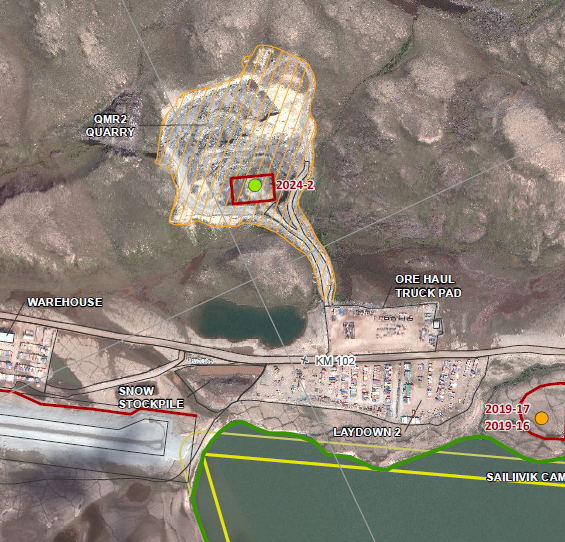 QMR2
QUARRY
2024-2
ORE HAUL
TRUCK PAD
WAREHOUSE
KM 102
SNOW
STOCKPILE
2019-17
2019-16
LAYDOWN 2
SAILIIVIK CAM